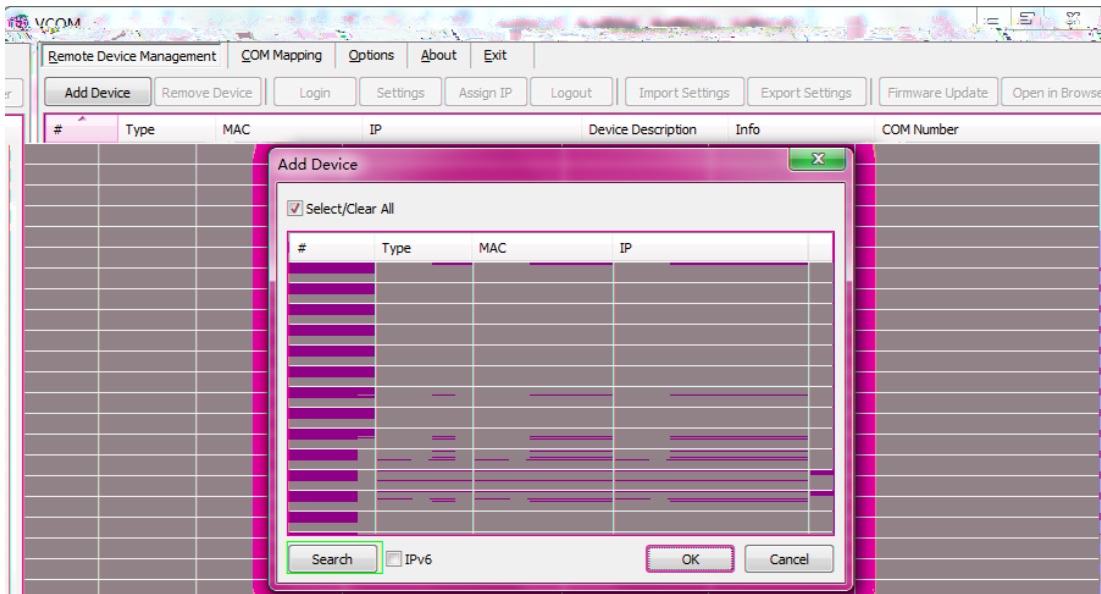 VCOM
Remote Device Management COM Mapping Options About Exit
Add Device Remove Device Login Settings Assign IP Logout Import Settings Export Settings Firmware Update Open in Browse
# Type MAC IP Device Description Info COM Number
Add Device
Select/Clear All
# Type MAC IP
Search IPv6 OK Cancel